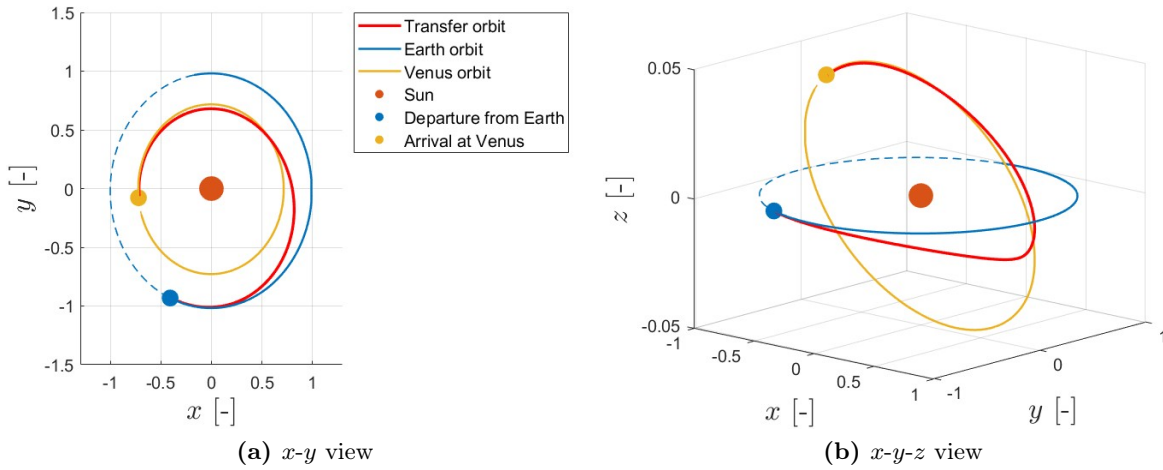 1.5
1
0.5
0
-0.5
-1
-1.5
-1 -0.5 0 0.5 1
x [-]
y [-]
Transfer orbit
Earth orbit
Venus orbit
Sun
Departure from Earth
Arrival at Venus
(a) x-y view
0.05
0
-0.05
z [-]
-1
-0.5
0
0.5
1
x [-]
-1
0
1
y [-]
(b) x-y-z view